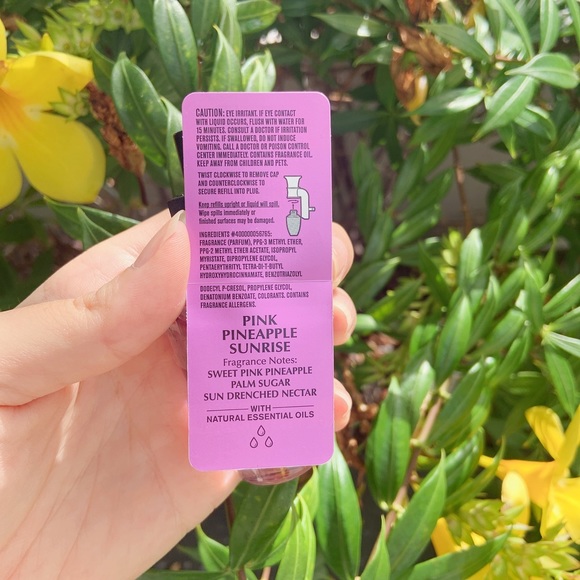 CAUTION: EYE IRRITANT. IF EYE CONTACT
WITH LIQUID OCCURS, FLUSH WITH WATER FOR
15 MINUTES. CONSULT A DOCTOR IF IRRITATION
PERSISTS. IF SWALLOWED, DO NOT INDUCE
VOMITING. CALL A DOCTOR OR POISON CONTROL
CENTER IMMEDIATELY. CONTAINS FRAGRANCE OIL.
KEEP AWAY FROM CHILDREN AND PETS.
TWIST CLOCKWISE TO REMOVE CAP
AND COUNTERCLOCKWISE TO
SECURE REFILL INTO PLUG.
Keep refills upright or liquid will spill.
Wipe spills immediately or
finished surfaces may be damaged.
INGREDIENTS #400000056765:
FRAGRANCE (PARFUM), PPG-3 METHYL ETHER,
PPG-2 METHYL ETHER ACETATE, ISOPROPYL
MYRISTATE, DIPROPYLENE GLYCOL,
PENTAERYTHRITYL TETRA-DI-T-BUTYL
HYDROXYHYDROCINNAMATE, BENZOTRIAZOLYL
DODECYL P-CRESOL, PROPYLENE GLYCOL,
DENATONIUM BENZOATE, COLORANTS. CONTAINS
FRAGRANCE ALLERGENS.
PINK
PINEAPPLE
SUNRISE
Fragrance Notes:
SWEET PINK PINEAPPLE
PALM SUGAR
SUN DRENCHED NECTAR
WITH
NATURAL ESSENTIAL OILS